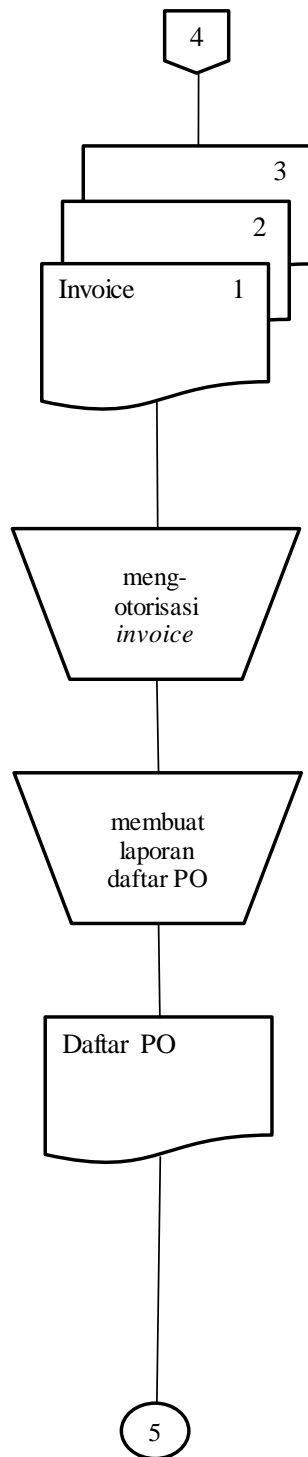 4
3
2
Invoice 1
meng-
otorisasi
invoice
membuat
laporan
daftar PO
Daftar PO
5